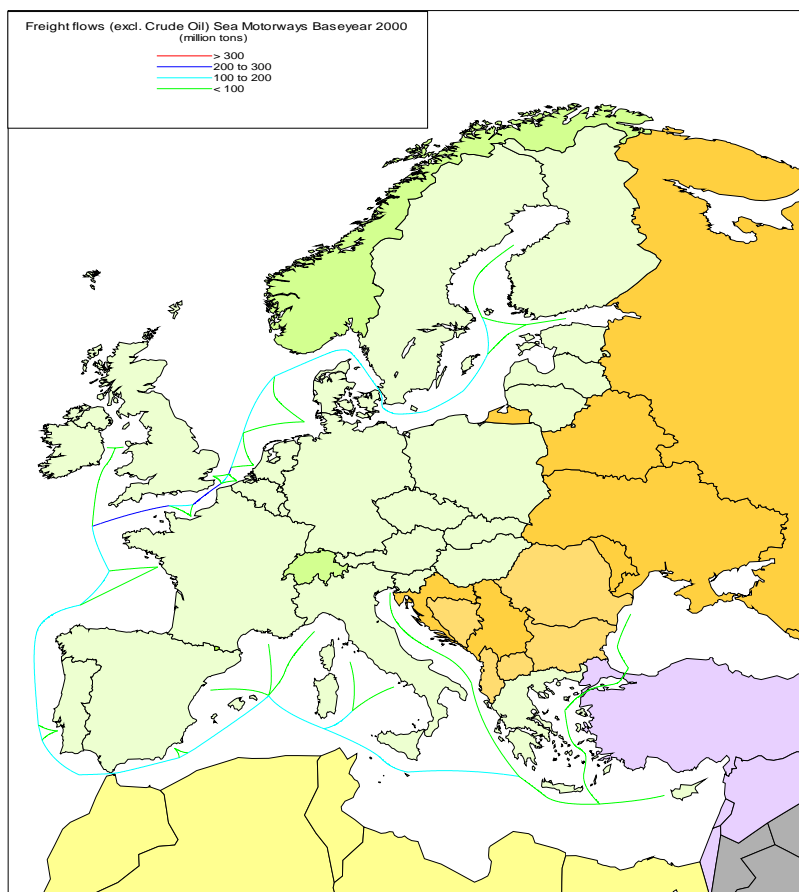 Freight flows (excl. Crude Oil) Sea Motorways Baseyear 2000
(million tons)
> 300
200 to 300
100 to 200
< 100